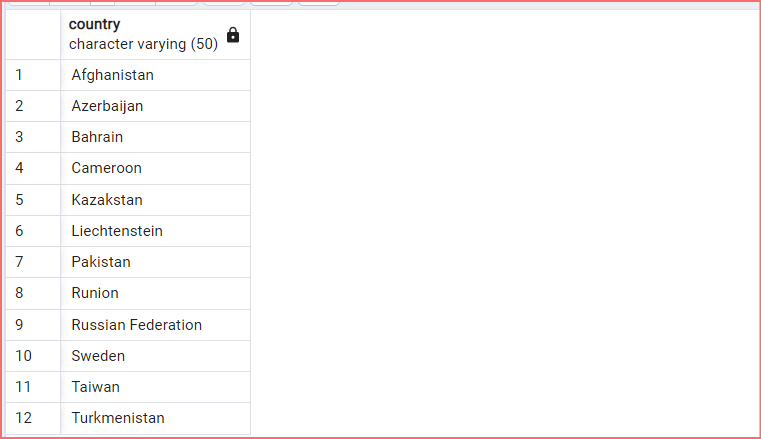 country
character varying (50)
1 Afghanistan
2 Azerbaijan
3 Bahrain
4 Cameroon
5 Kazakstan
6 Liechtenstein
7 Pakistan
8 Runion
9 Russian Federation
10 Sweden
11 Taiwan
12 Turkmenistan